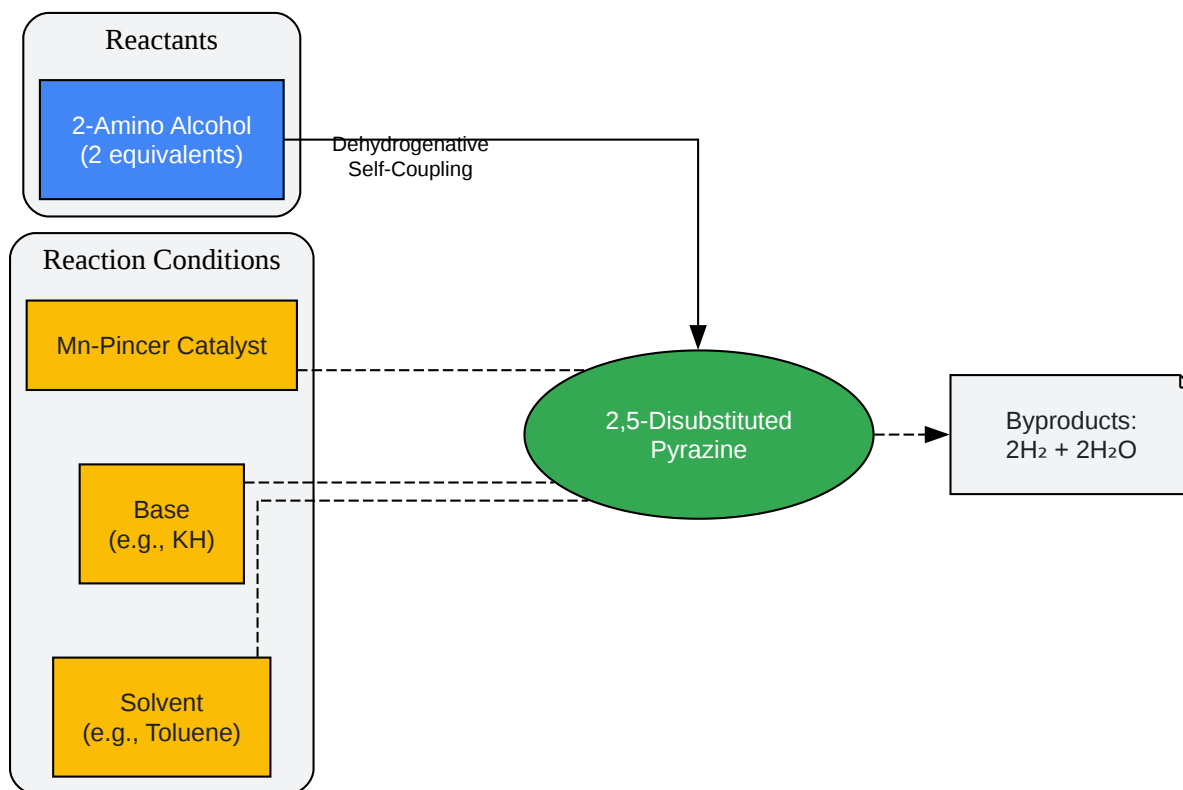 Reactants
2-Amino Alcohol
(2 equivalents)
Dehydrogenative
Self-Coupling
Reaction Conditions
Mn-Pincer Catalyst
Base
(e.g., KH)
Solvent
(e.g., Toluene)
2,5-Disubstituted
Pyrazine
Byproducts:
2H₂ + 2H₂O